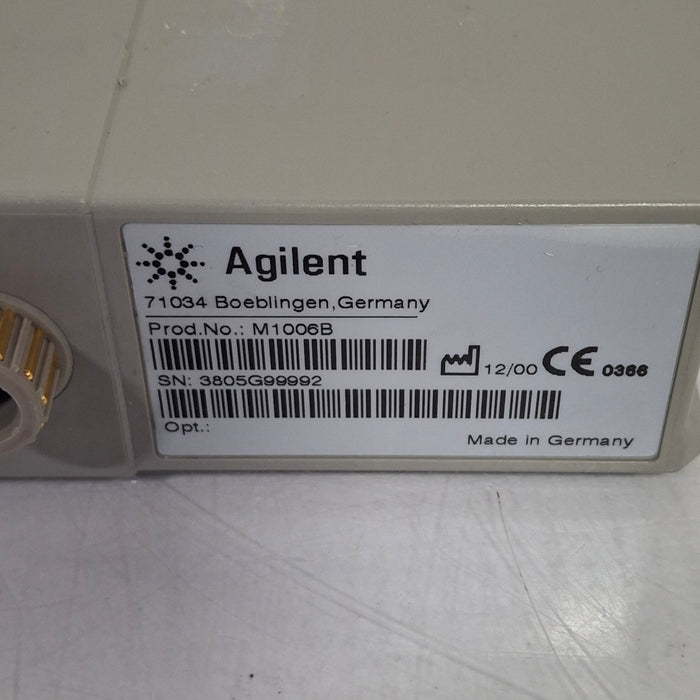 Agilent
71034 Boeblingen,Germany
Prod.No.: M1006B
12/00 CE 0366
SN: 3805G99992
Opt.:
Made in Germany